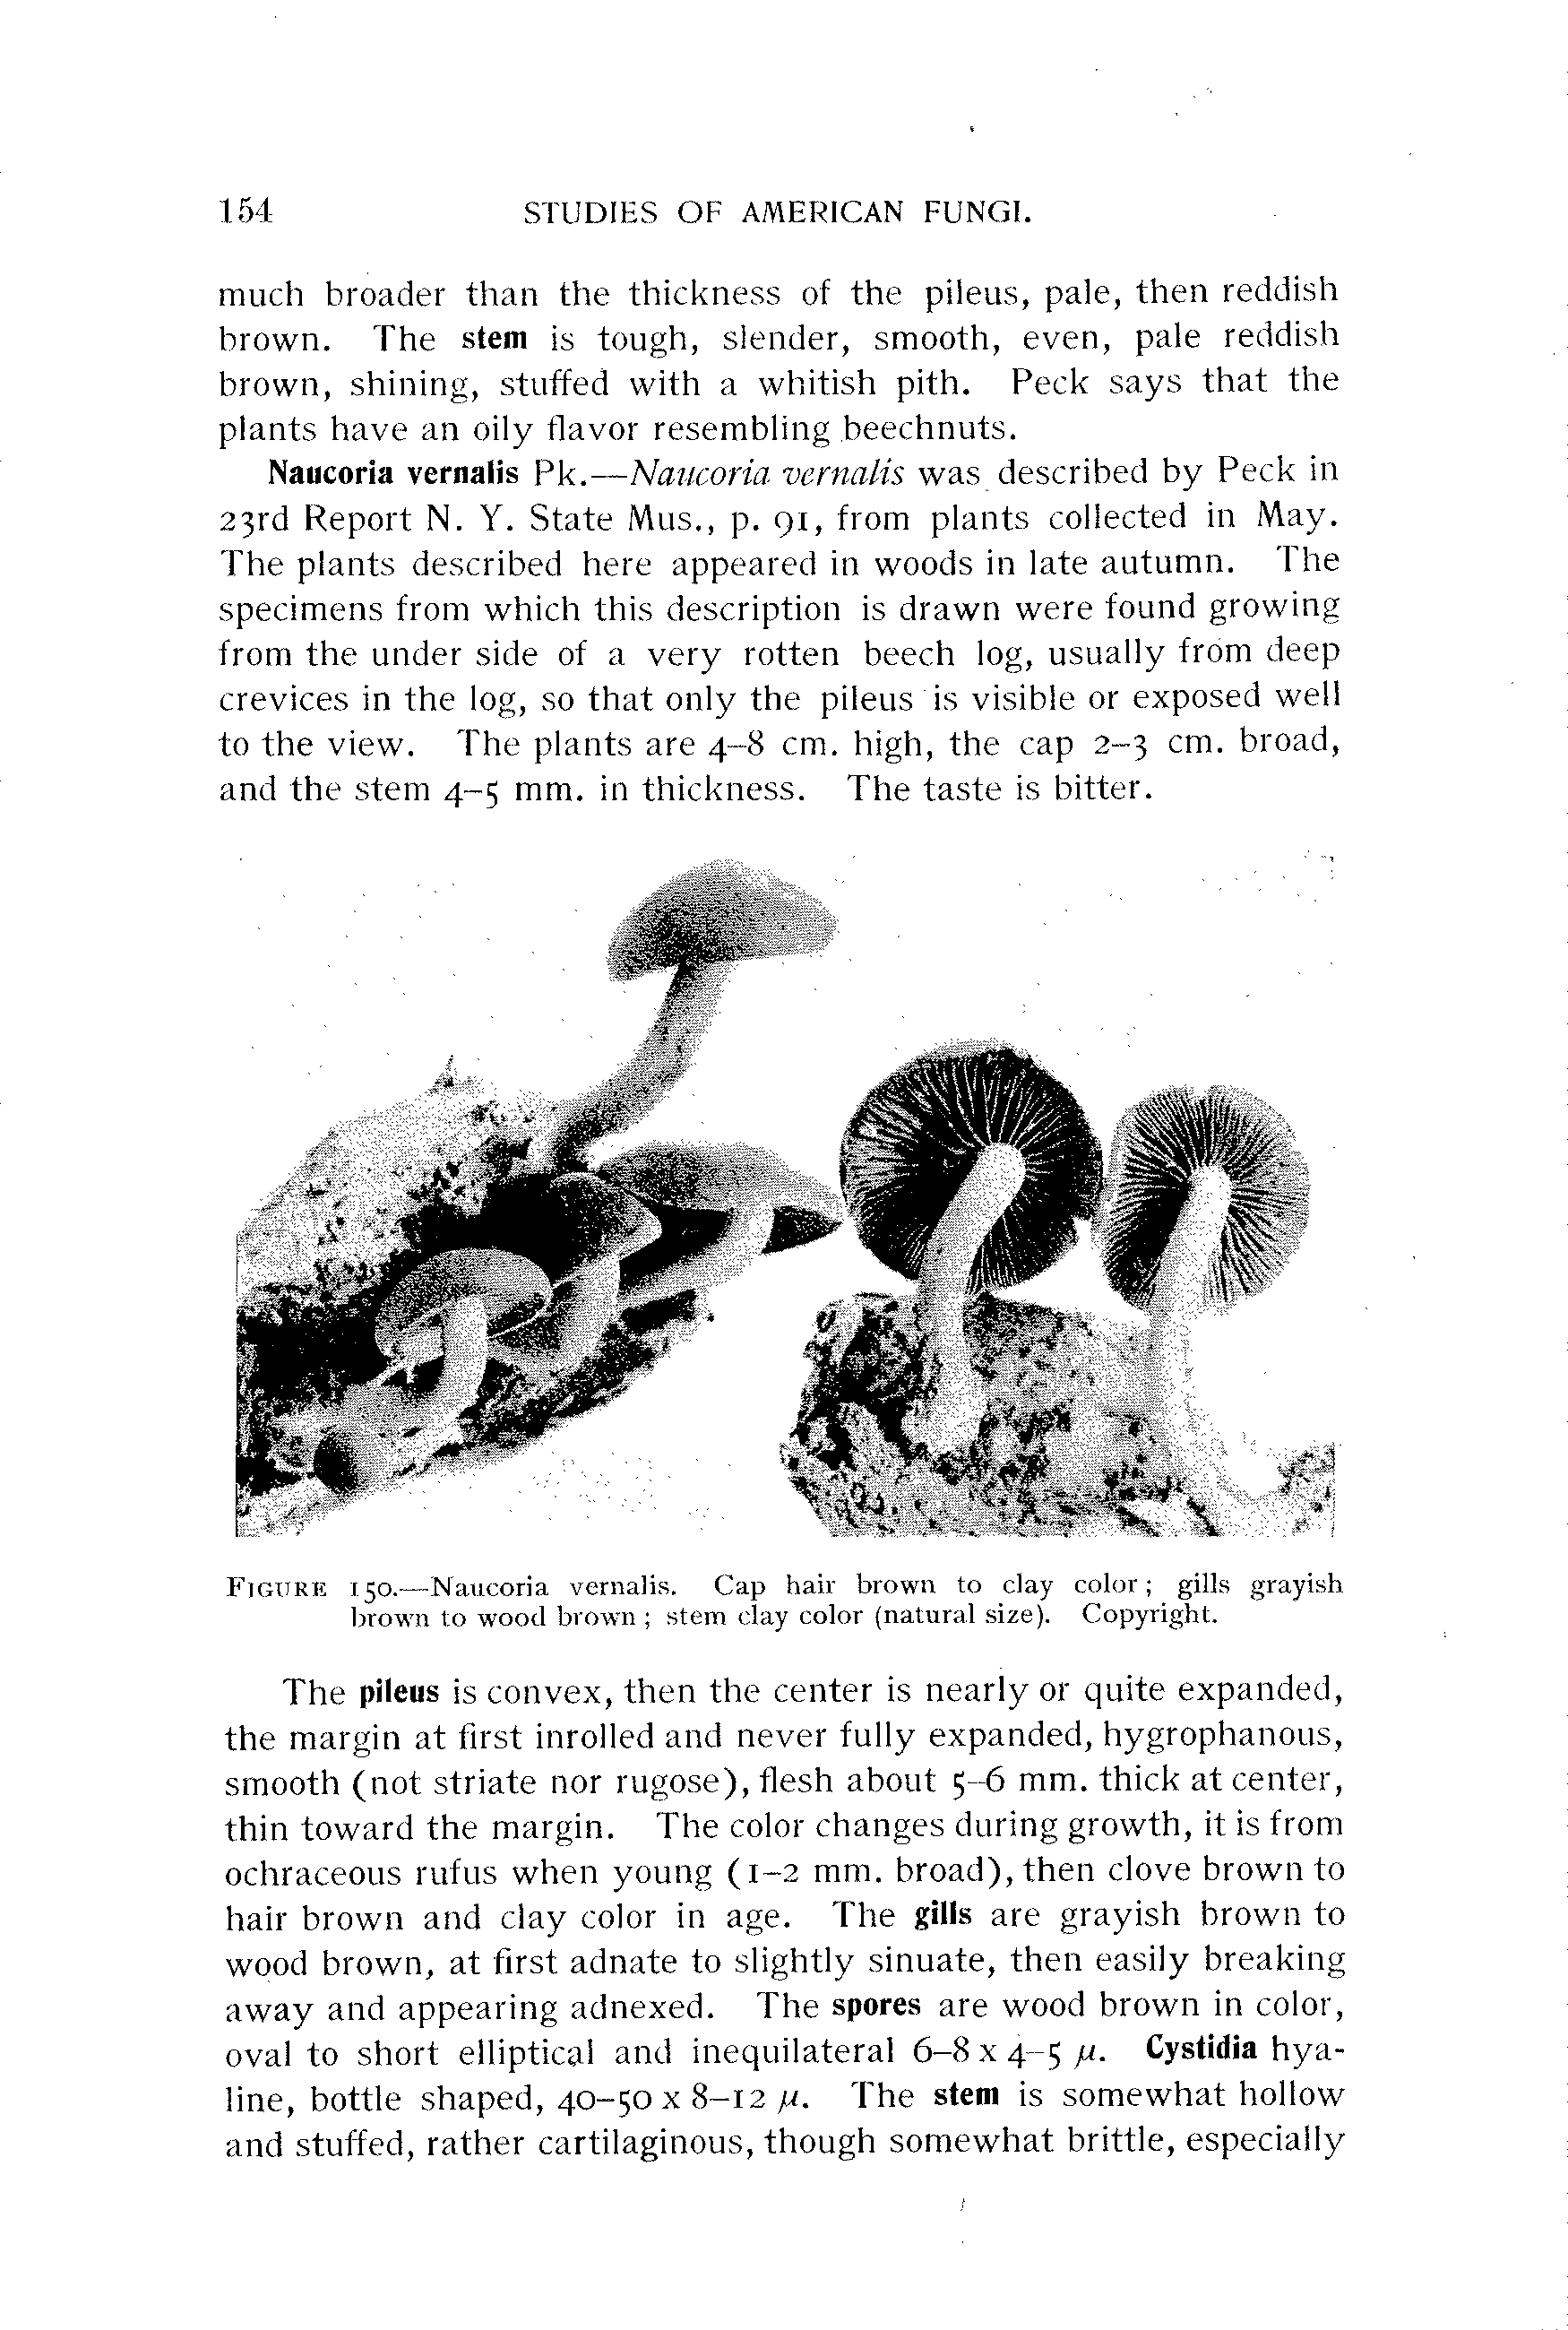 154 STUDIES OF AMERICAN FUNGI.
much broader than the thickness of the pileus, pale, then reddish
brown. The stem is tough, slender, smooth, even, pale reddish
brown, shining, stuffed with a whitish pith. Peck says that the
plants have an oily flavor resembling beechnuts.
Naucoria vernalis Pk.—Naucoria vernalis was described by Peck in
23rd Report N. Y. State Mus., p. 91, from plants collected in May.
The plants described here appeared in woods in late autumn. The
specimens from which this description is drawn were found growing
from the under side of a very rotten beech log, usually from deep
crevices in the log, so that only the pileus is visible or exposed well
to the view. The plants are 4–8 cm. high, the cap 2–3 cm. broad,
and the stem 4–5 mm. in thickness. The taste is bitter.
FIGURE 150.—Naucoria vernalis. Cap hair brown to clay color; gills grayish
brown to wood brown; stem clay color (natural size). Copyright.
The pileus is convex, then the center is nearly or quite expanded,
the margin at first inrolled and never fully expanded, hygrophanous,
smooth (not striate nor rugose), flesh about 5–6 mm. thick at center,
thin toward the margin. The color changes during growth, it is from
ochraceous rufus when young (1–2 mm. broad), then clove brown to
hair brown and clay color in age. The gills are grayish brown to
wood brown, at first adnate to slightly sinuate, then easily breaking
away and appearing adnexed. The spores are wood brown in color,
oval to short elliptical and inequilateral 6–8 x 4–5 µ. Cystidia hya-
line, bottle shaped, 40–50 x 8–12 µ. The stem is somewhat hollow
and stuffed, rather cartilaginous, though somewhat brittle, especially